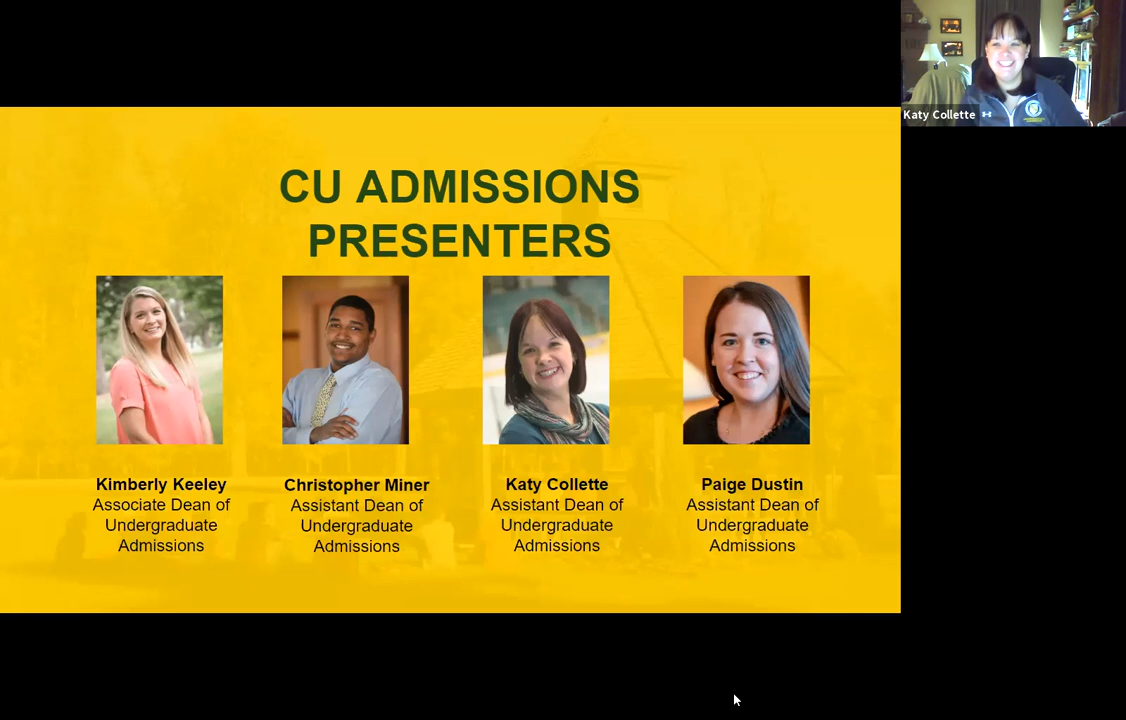 CU ADMISSIONS
PRESENTERS
Kimberly Keeley
Associate Dean of
Undergraduate
Admissions
Christopher Miner
Assistant Dean of
Undergraduate
Admissions
Katy Collette
Assistant Dean of
Undergraduate
Admissions
Paige Dustin
Assistant Dean of
Undergraduate
Admissions
Katy Collette